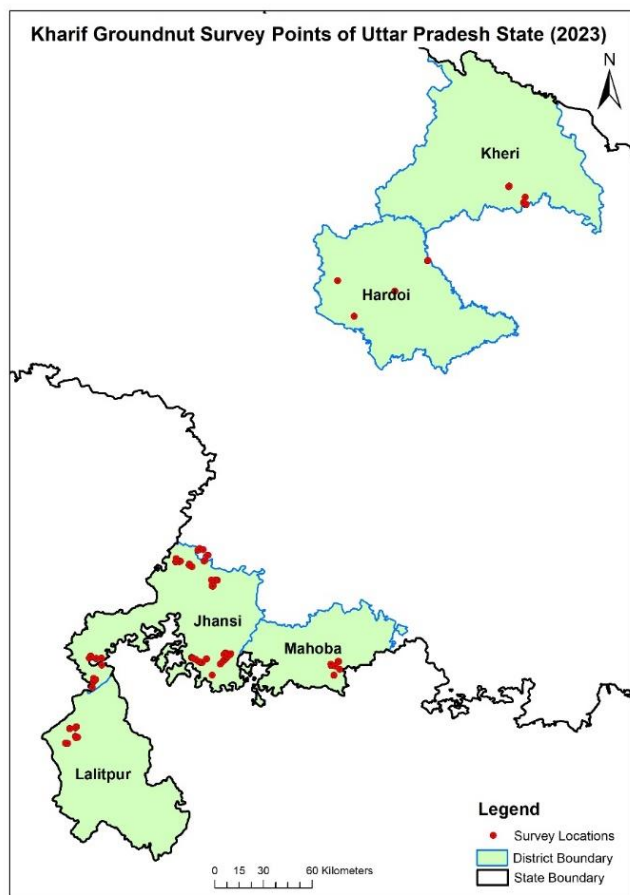 Kharif Groundnut Survey Points of Uttar Pradesh State (2023)
N
Kheri
Hardoi
Jhansi
Mahoba
Lalitpur
Legend
Survey Locations
District Boundary
State Boundary
0 15 30 60 Kilometers